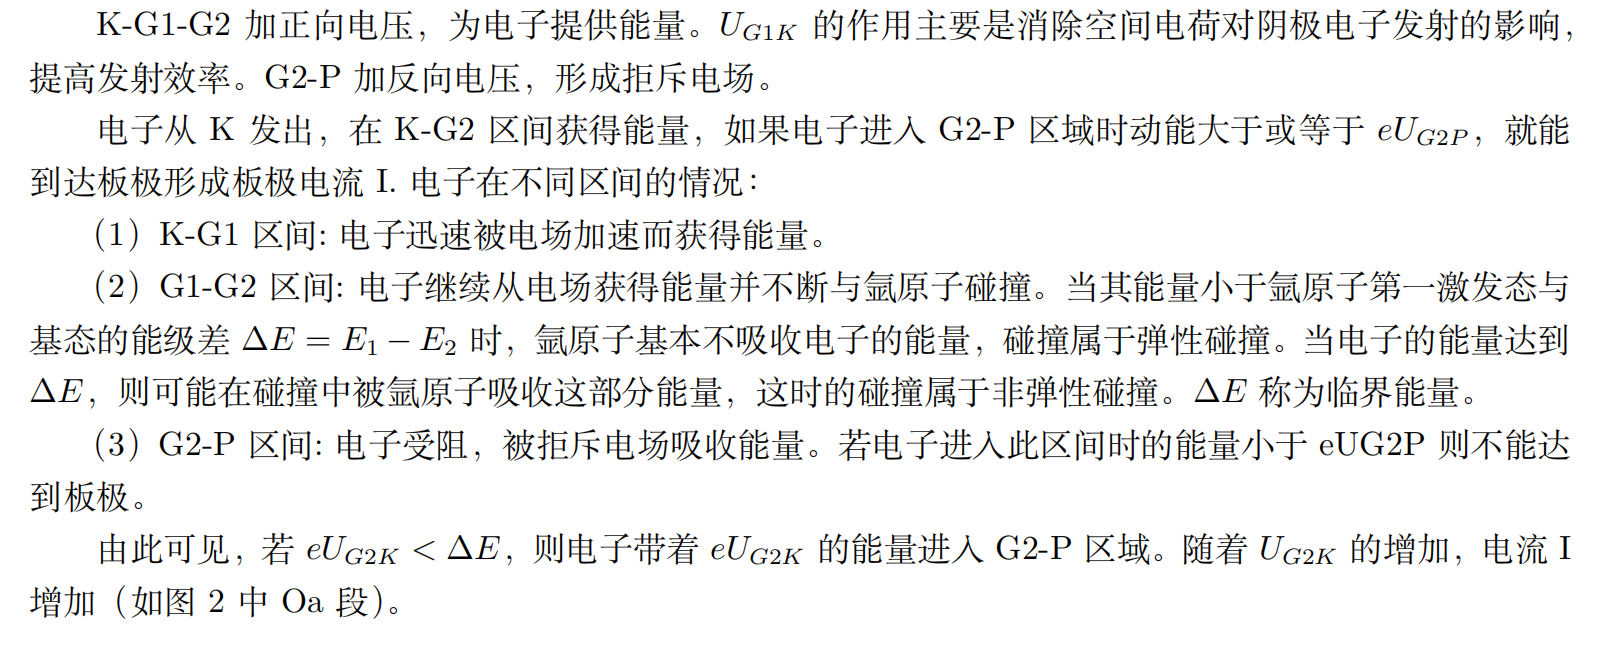 K-G1-G2 加正向电压，为电子提供能量。U_{G1K} 的作用主要是消除空间电荷对阴极电子发射的影响，
提高发射效率。G2-P 加反向电压，形成拒斥电场。
电子从 K 发出，在 K-G2 区间获得能量，如果电子进入 G2-P 区域时动能大于或等于 eU_{G2P}，就能
到达板极形成板极电流 I. 电子在不同区间的情况：
（1）K-G1 区间: 电子迅速被电场加速而获得能量。
（2）G1-G2 区间: 电子继续从电场获得能量并不断与氩原子碰撞。当其能量小于氩原子第一激发态与
基态的能级差 ΔE = E_1 − E_2 时，氩原子基本不吸收电子的能量，碰撞属于弹性碰撞。当电子的能量达到
ΔE，则可能在碰撞中被氩原子吸收这部分能量，这时的碰撞属于非弹性碰撞。ΔE 称为临界能量。
（3）G2-P 区间: 电子受阻，被拒斥电场吸收能量。若电子进入此区间时的能量小于 eUG2P 则不能达
到板极。
由此可见，若 eU_{G2K} < ΔE，则电子带着 eU_{G2K} 的能量进入 G2-P 区域。随着 U_{G2K} 的增加，电流 I
增加（如图 2 中 Oa 段）。